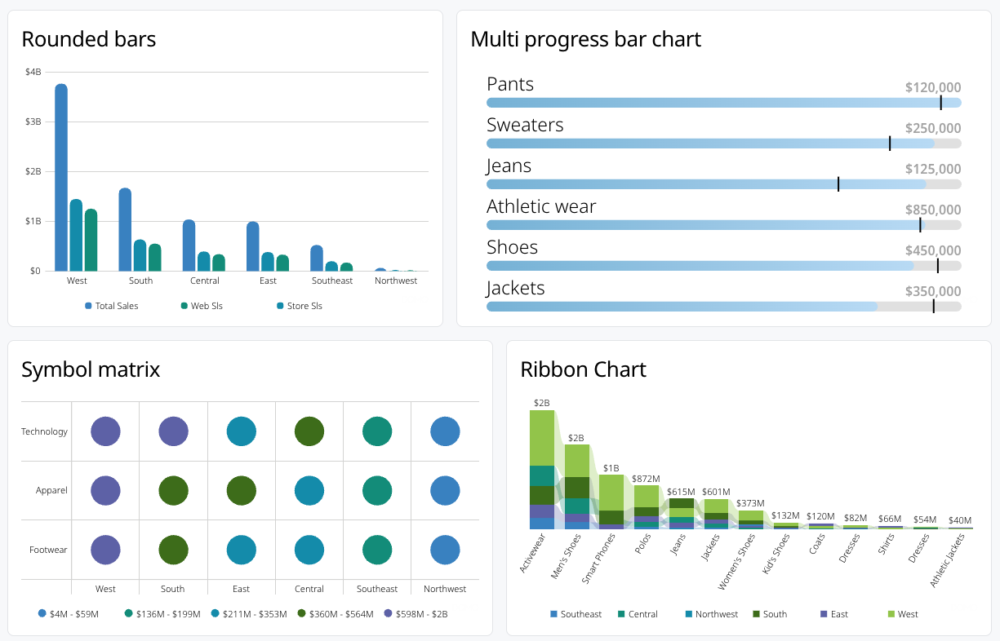 Rounded bars
$4B
$3B
$2B
$1B
$0
West South Central East Southeast Northwest
Total Sales Web Sls Store Sls
Multi progress bar chart
Pants $120,000
Sweaters $250,000
Jeans $125,000
Athletic wear $850,000
Shoes $450,000
Jackets $350,000
Symbol matrix
Technology
Apparel
Footwear
West South East Central Southeast Northwest
$4M - $59M $136M - $199M $211M - $353M $360M - $564M $598M - $2B
Ribbon Chart
$2B $2B $1B $872M $615M $601M $373M $132M $120M $82M $66M $54M $40M
Activewear Men's Shoes Smart Phones Polos Jeans Jackets Women's Shoes Kid's Shoes Coats Dresses Shirts Dresses Athletic Jackets
Southeast Central Northwest South East West